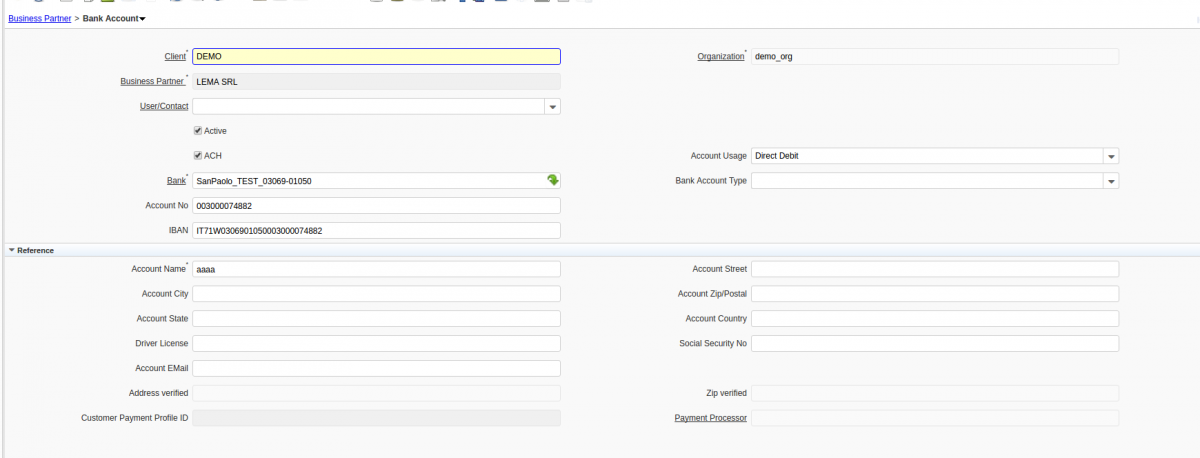 Business Partner > Bank Account
Client* DEMO Organization* demo_org
Business Partner* LEMA SRL
User/Contact
Active
ACH Account Usage Direct Debit
Bank SanPaolo_TEST_03069-01050 Bank Account Type
Account No 003000074882
IBAN IT71W0306901050003000074882
Reference
Account Name* aaaa Account Street
Account City Account Zip/Postal
Account State Account Country
Driver License Social Security No
Account EMail
Address verified Zip verified
Customer Payment Profile ID Payment Processor